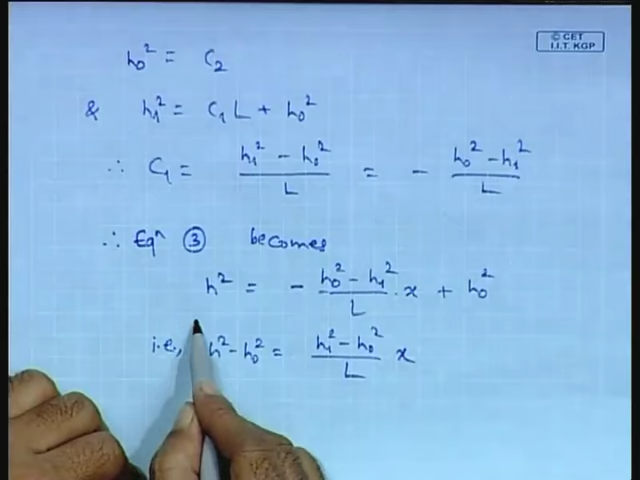 © CET
I.I.T. KGP
h₀² = C₂
& h₁² = C₁ L + h₀²
∴ C₁ = (h₁² - h₀²) / L = - (h₀² - h₁²) / L
∴ Eqⁿ ③ becomes
h² = - (h₀² - h₁²) / L . x + h₀²
i.e., h² - h₀² = (h₁² - h₀²) / L x